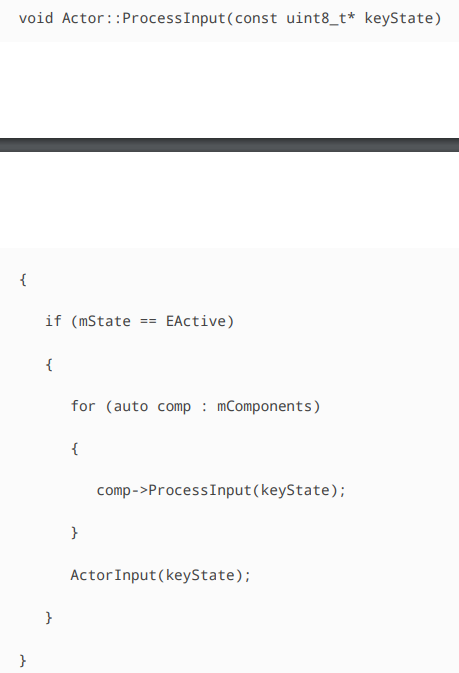 void Actor::ProcessInput(const uint8_t* keyState)
{
   if (mState == EActive)
   {
      for (auto comp : mComponents)
      {
         comp->ProcessInput(keyState);
      }
      ActorInput(keyState);
   }
}